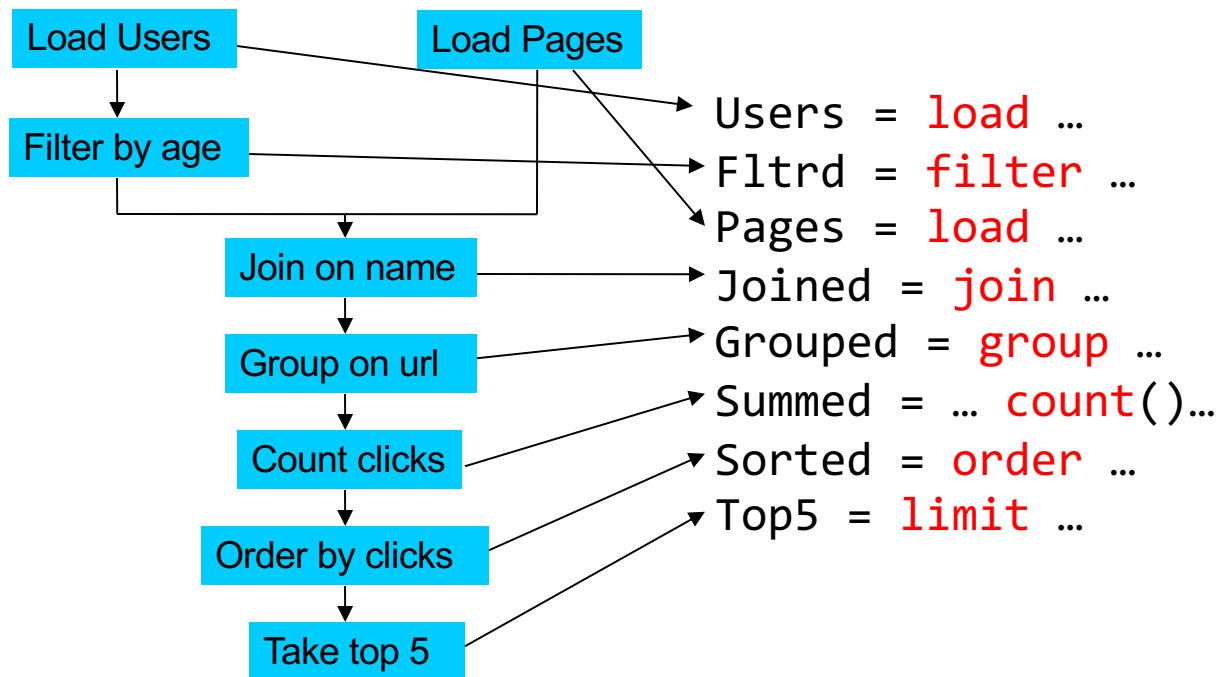 Load Users
Load Pages
Filter by age
Join on name
Group on url
Count clicks
Order by clicks
Take top 5
Users = load …
Fltrd = filter …
Pages = load …
Joined = join …
Grouped = group …
Summed = … count()…
Sorted = order …
Top5 = limit …